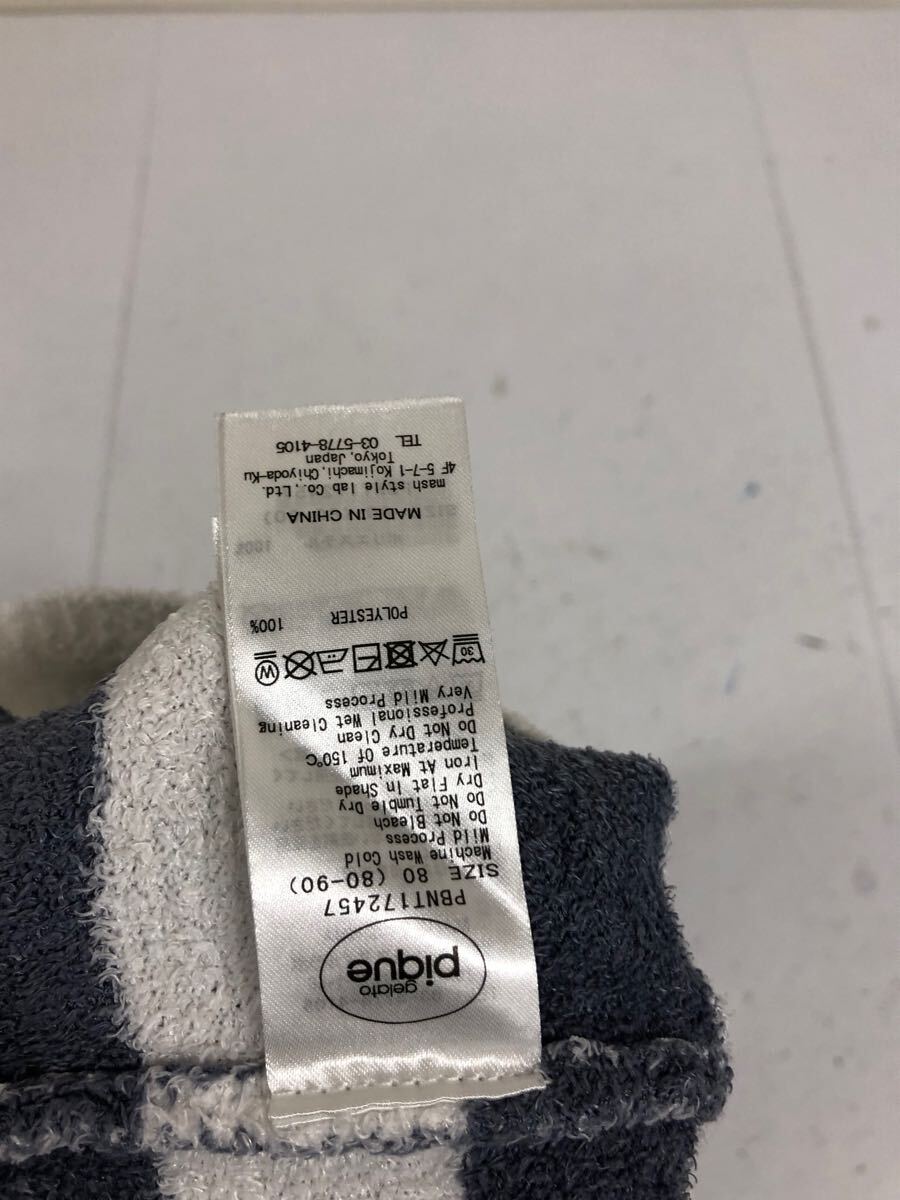 gelato
pique
PBNT172457
SIZE 80 (80-90)
Machine Wash Cold
Mild Process
Do Not Bleach
Do Not Tumble Dry
Dry Flat In Shade
Iron At Maximum
Temperature Of 150℃
Do Not Dry Clean
Professional Wet Cleaning
Very Mild Process
30 W
POLYESTER 100%
MADE IN CHINA
mash style lab Co.,Ltd.
4F 5-7-1 Kojimachi,Chiyoda-Ku
Tokyo,Japan
TEL 03-5778-4105